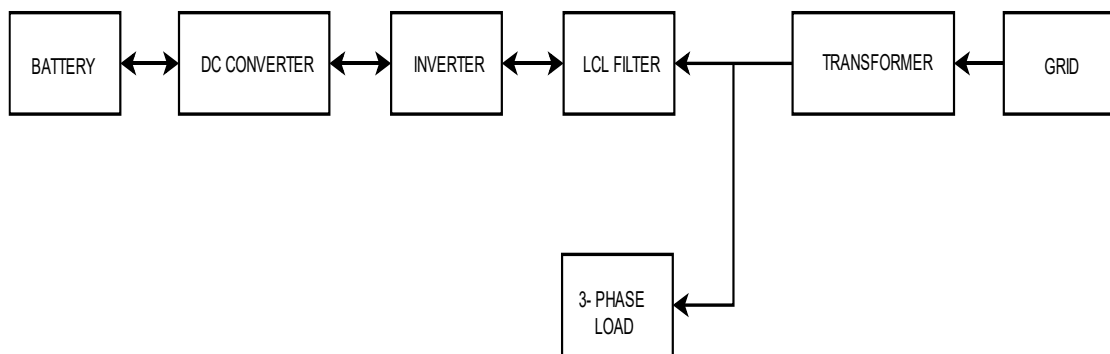 BATTERY
DC CONVERTER
INVERTER
LCL FILTER
TRANSFORMER
GRID
3- PHASE
LOAD